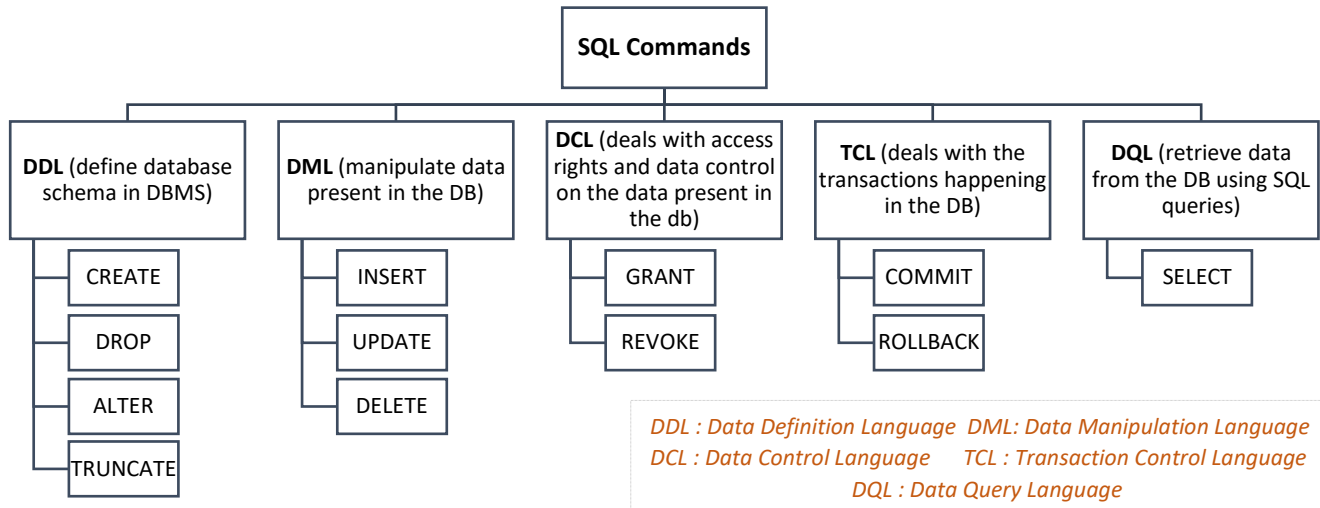 SQL Commands
DDL (define database
schema in DBMS)
CREATE
DROP
ALTER
TRUNCATE
DML (manipulate data
present in the DB)
INSERT
UPDATE
DELETE
DCL (deals with access
rights and data control
on the data present in
the db)
GRANT
REVOKE
TCL (deals with the
transactions happening
in the DB)
COMMIT
ROLLBACK
DQL (retrieve data
from the DB using SQL
queries)
SELECT
DDL : Data Definition Language DML: Data Manipulation Language
DCL : Data Control Language TCL : Transaction Control Language
DQL : Data Query Language